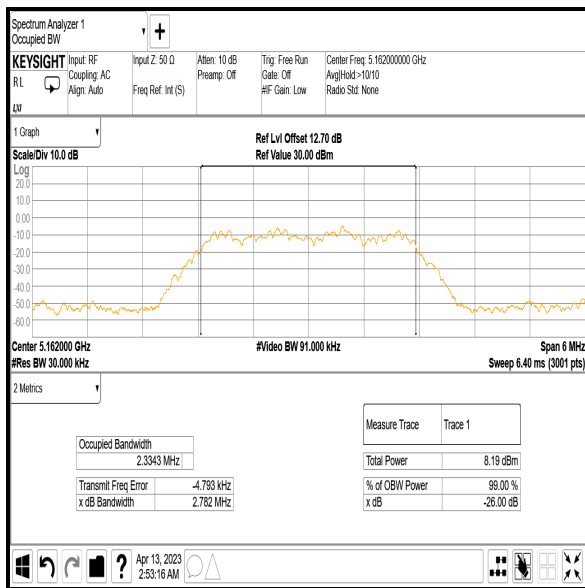 Spectrum Analyzer 1
Occupied BW
KEYSIGHT
RL
LXI
Input: RF
Coupling: AC
Align: Auto
Input Z: 50 Ω
Freq Ref: Int (S)
Atten: 10 dB
Preamp: Off
Trig: Free Run
Gate: Off
#IF Gain: Low
Center Freq: 5.162000000 GHz
Avg|Hold:>10/10
Radio Std: None
1 Graph
Scale/Div 10.0 dB
Ref Lvl Offset 12.70 dB
Ref Value 30.00 dBm
Log
20.0
10.0
0.00
-10.0
-20.0
-30.0
-40.0
-50.0
-60.0
Center 5.162000 GHz
#Res BW 30.000 kHz
#Video BW 91.000 kHz
Span 6 MHz
Sweep 6.40 ms (3001 pts)
2 Metrics
Occupied Bandwidth
2.3343 MHz
Transmit Freq Error -4.793 kHz
x dB Bandwidth 2.782 MHz
Measure Trace Trace 1
Total Power 8.19 dBm
% of OBW Power 99.00 %
x dB -26.00 dB
?
Apr 13, 2023
2:53:16 AM